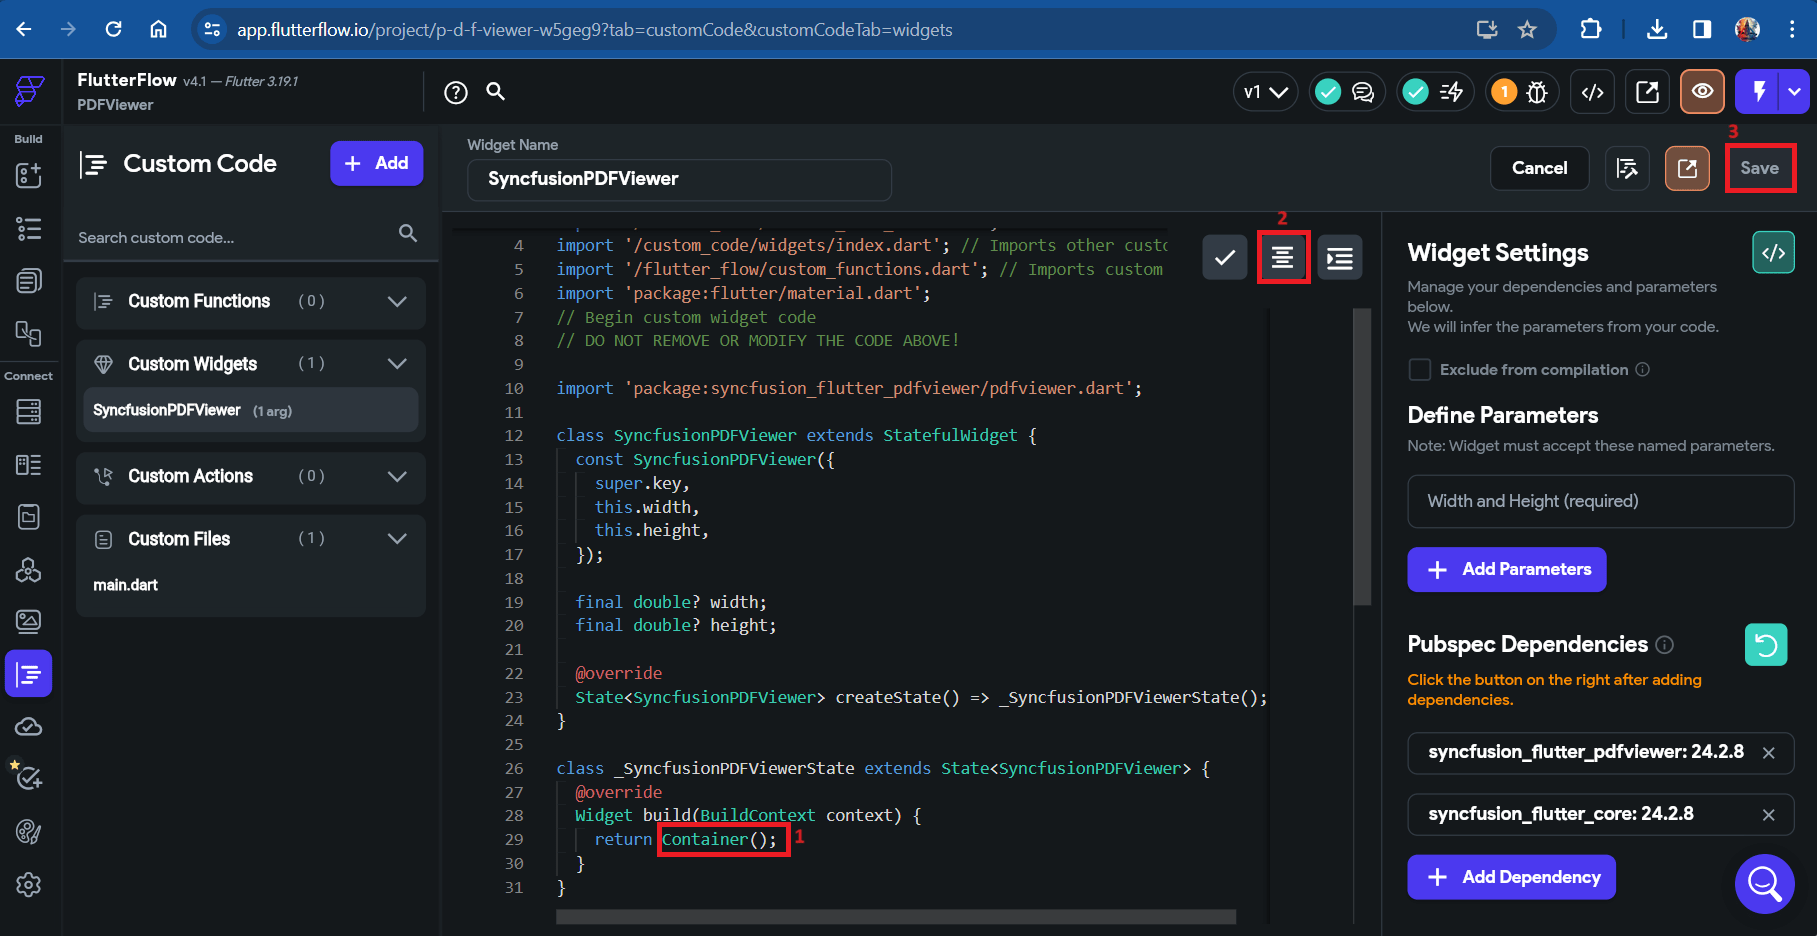 app.flutterflow.io/project/p-d-f-viewer-w5geg9?tab=customCode&customCodeTab=widgets
FlutterFlow v4.1 — Flutter 3.19.1
PDFViewer
v1
1
Build
Connect
Custom Code
+ Add
Search custom code...
Custom Functions (0)
Custom Widgets (1)
SyncfusionPDFViewer (1 arg)
Custom Actions (0)
Custom Files (1)
main.dart
Widget Name
SyncfusionPDFViewer
Cancel
3
Save
2
4 import '/custom_code/widgets/index.dart'; // Imports other custo
5 import '/flutter_flow/custom_functions.dart'; // Imports custom
6 import 'package:flutter/material.dart';
7 // Begin custom widget code
8 // DO NOT REMOVE OR MODIFY THE CODE ABOVE!
9
10 import 'package:syncfusion_flutter_pdfviewer/pdfviewer.dart';
11
12 class SyncfusionPDFViewer extends StatefulWidget {
13 const SyncfusionPDFViewer({
14 super.key,
15 this.width,
16 this.height,
17 });
18
19 final double? width;
20 final double? height;
21
22 @override
23 State<SyncfusionPDFViewer> createState() => _SyncfusionPDFViewerState();
24 }
25
26 class _SyncfusionPDFViewerState extends State<SyncfusionPDFViewer> {
27 @override
28 Widget build(BuildContext context) {
29 return Container(); 1
30 }
31 }
Widget Settings
Manage your dependencies and parameters
below.
We will infer the parameters from your code.
Exclude from compilation
Define Parameters
Note: Widget must accept these named parameters.
Width and Height (required)
+ Add Parameters
Pubspec Dependencies
Click the button on the right after adding
dependencies.
syncfusion_flutter_pdfviewer: 24.2.8
syncfusion_flutter_core: 24.2.8
+ Add Dependency